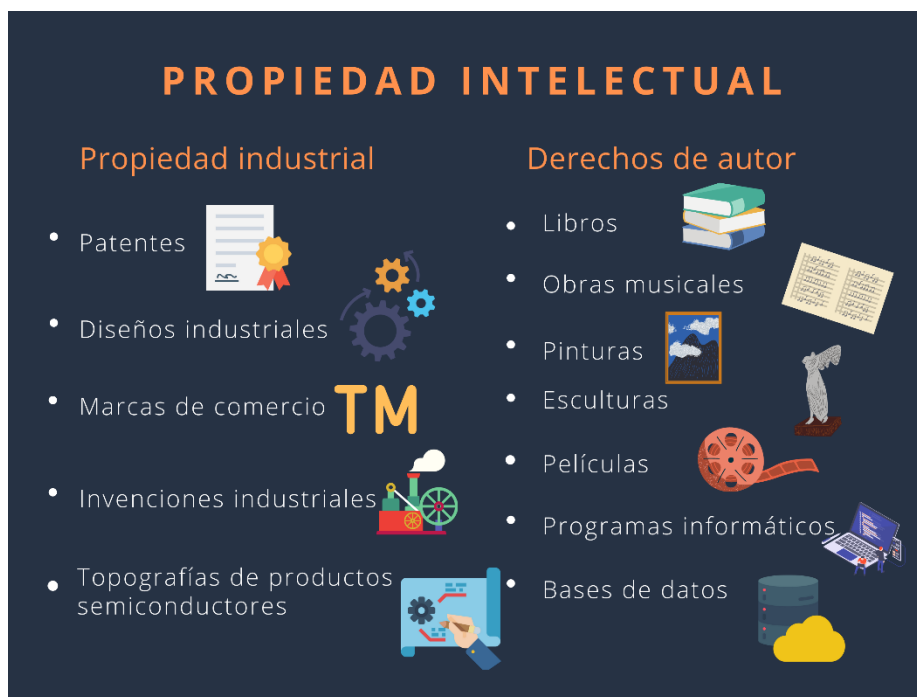 PROPIEDAD INTELECTUAL
Propiedad industrial
• Patentes
• Diseños industriales
• Marcas de comercio
TM
• Invenciones industriales
• Topografías de productos
semiconductores
Derechos de autor
• Libros
• Obras musicales
• Pinturas
• Esculturas
• Películas
• Programas informáticos
• Bases de datos